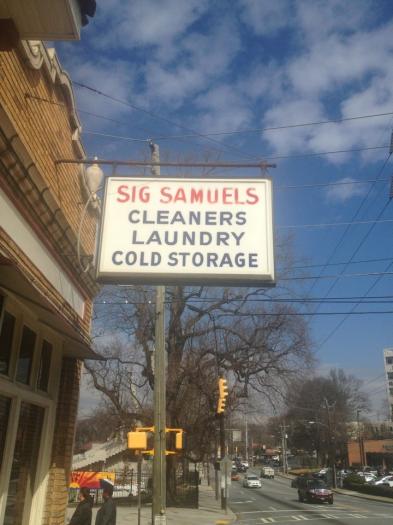 SIG SAMUELS
CLEANERS
LAUNDRY
COLD STORAGE